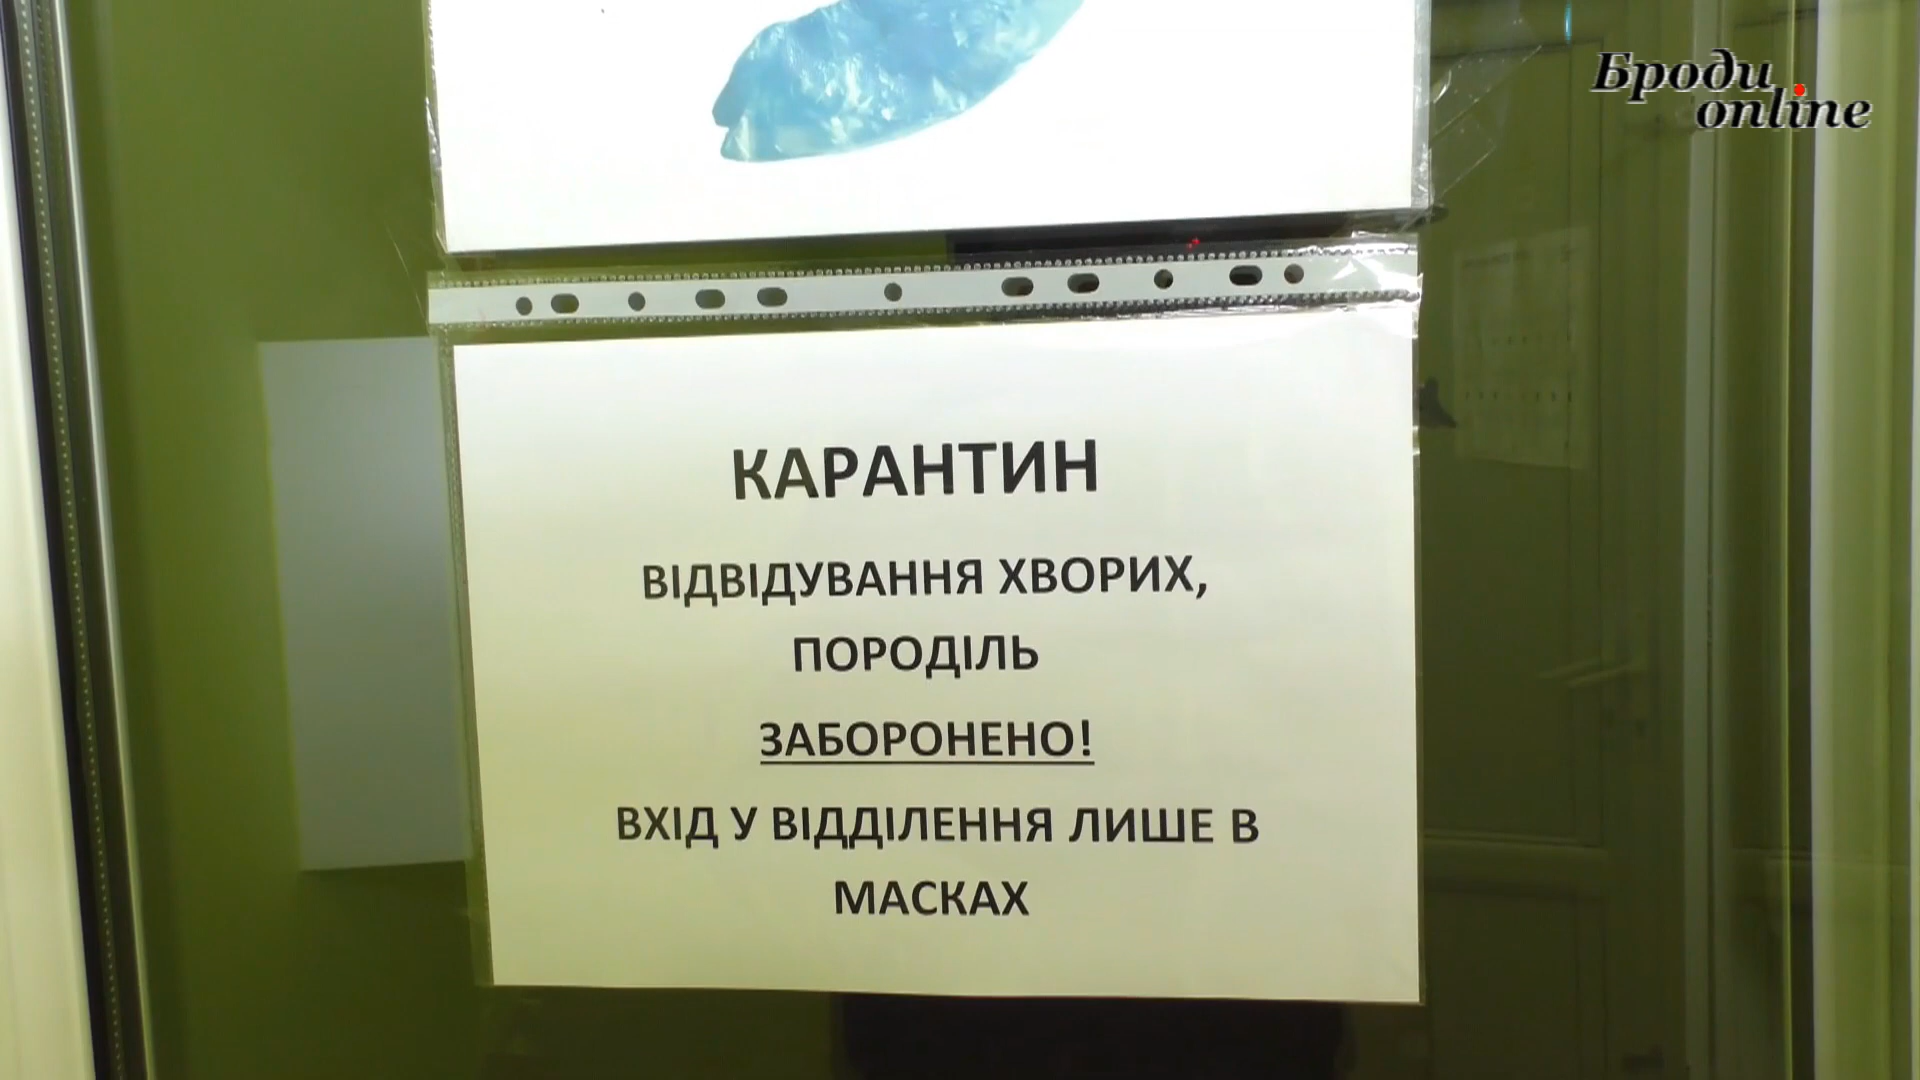 Броди
online
КАРАНТИН
ВІДВІДУВАННЯ ХВОРИХ,
ПОРОДІЛЬ
ЗАБОРОНЕНО!
ВХІД У ВІДДІЛЕННЯ ЛИШЕ В
МАСКАХ